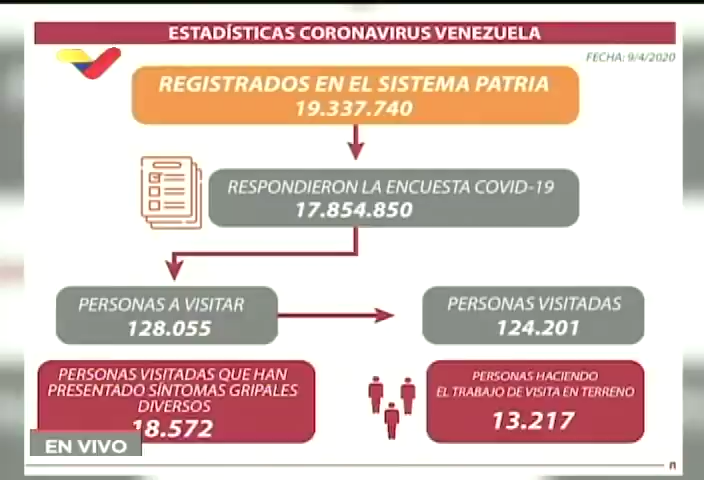 ESTADÍSTICAS CORONAVIRUS VENEZUELA
FECHA: 9/4/2020
REGISTRADOS EN EL SISTEMA PATRIA
19.337.740
RESPONDIERON LA ENCUESTA COVID-19
17.854.850
PERSONAS A VISITAR
128.055
PERSONAS VISITADAS
124.201
PERSONAS VISITADAS QUE HAN
PRESENTADO SÍNTOMAS GRIPALES
DIVERSOS
18.572
PERSONAS HACIENDO
EL TRABAJO DE VISITA EN TERRENO
13.217
EN VIVO